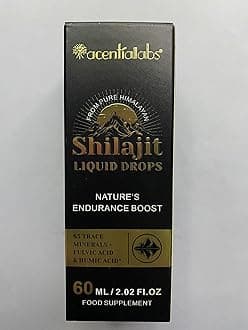 acentialabs®
FROM PURE HIMALAYAN
Shilajit
LIQUID DROPS
NATURE'S
ENDURANCE BOOST
85 TRACE
MINERALS +
FULVIC ACID
& HUMIC ACID*
60 ML / 2.02 FL.OZ
FOOD SUPPLEMENT